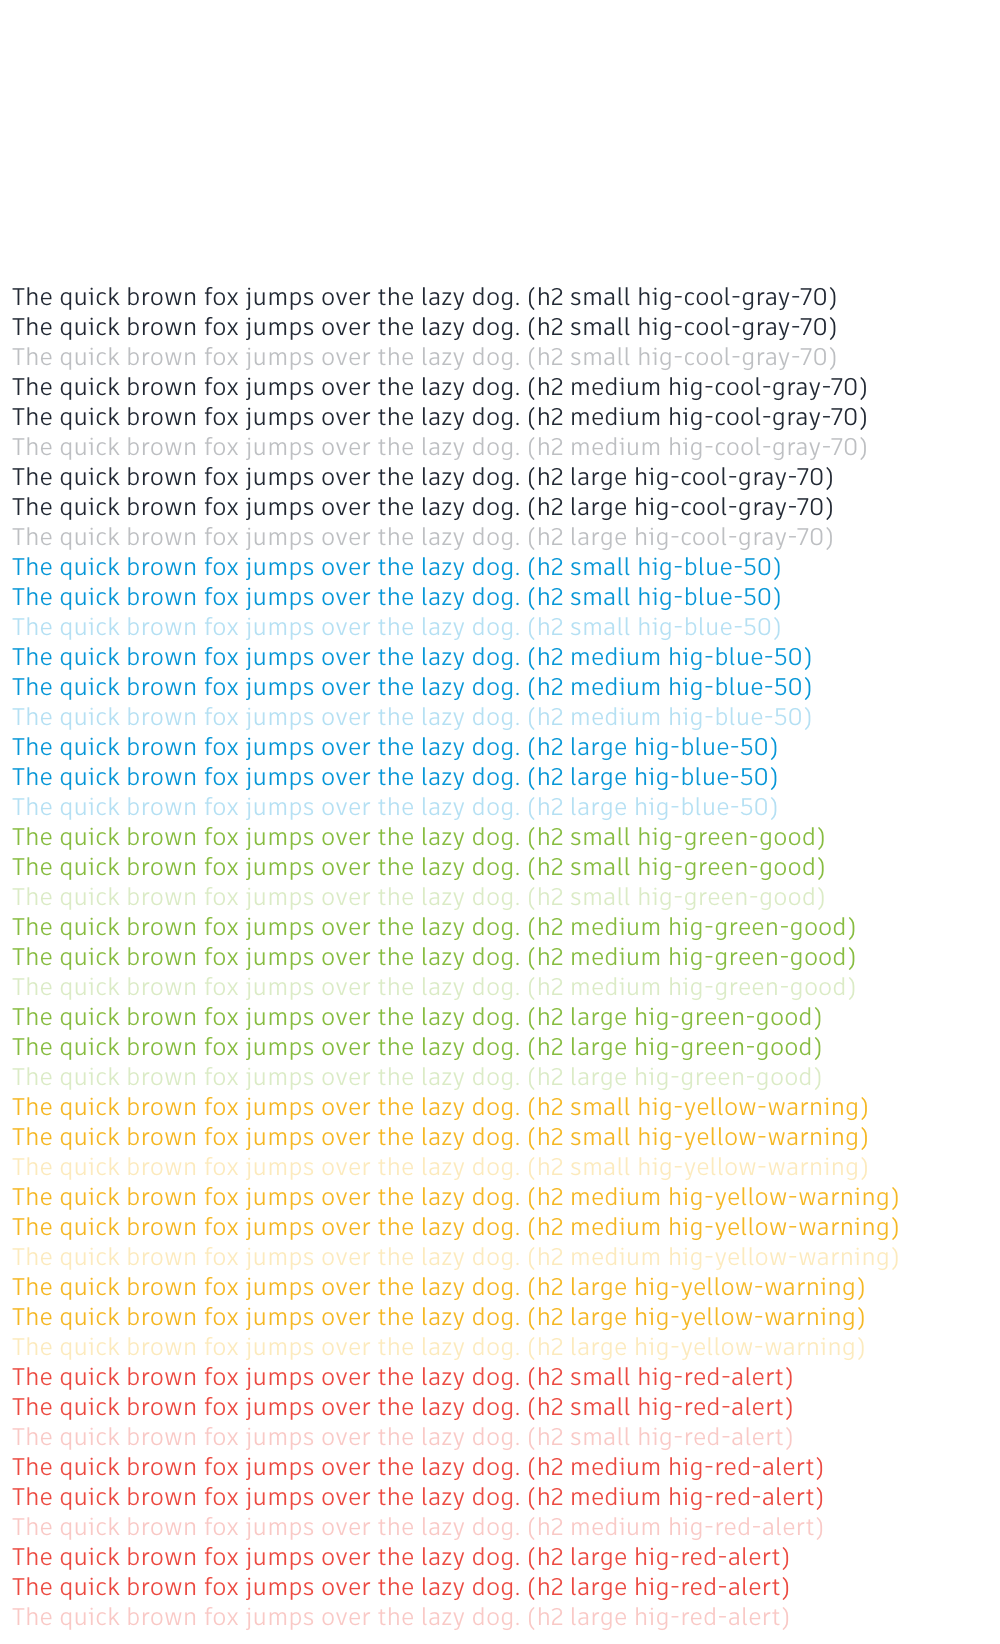 The quick brown fox jumps over the lazy dog. (h2 small hig-cool-gray-70)
The quick brown fox jumps over the lazy dog. (h2 small hig-cool-gray-70)
The quick brown fox jumps over the lazy dog. (h2 small hig-cool-gray-70)
The quick brown fox jumps over the lazy dog. (h2 medium hig-cool-gray-70)
The quick brown fox jumps over the lazy dog. (h2 medium hig-cool-gray-70)
The quick brown fox jumps over the lazy dog. (h2 medium hig-cool-gray-70)
The quick brown fox jumps over the lazy dog. (h2 large hig-cool-gray-70)
The quick brown fox jumps over the lazy dog. (h2 large hig-cool-gray-70)
The quick brown fox jumps over the lazy dog. (h2 large hig-cool-gray-70)
The quick brown fox jumps over the lazy dog. (h2 small hig-blue-50)
The quick brown fox jumps over the lazy dog. (h2 small hig-blue-50)
The quick brown fox jumps over the lazy dog. (h2 small hig-blue-50)
The quick brown fox jumps over the lazy dog. (h2 medium hig-blue-50)
The quick brown fox jumps over the lazy dog. (h2 medium hig-blue-50)
The quick brown fox jumps over the lazy dog. (h2 medium hig-blue-50)
The quick brown fox jumps over the lazy dog. (h2 large hig-blue-50)
The quick brown fox jumps over the lazy dog. (h2 large hig-blue-50)
The quick brown fox jumps over the lazy dog. (h2 large hig-blue-50)
The quick brown fox jumps over the lazy dog. (h2 small hig-green-good)
The quick brown fox jumps over the lazy dog. (h2 small hig-green-good)
The quick brown fox jumps over the lazy dog. (h2 small hig-green-good)
The quick brown fox jumps over the lazy dog. (h2 medium hig-green-good)
The quick brown fox jumps over the lazy dog. (h2 medium hig-green-good)
The quick brown fox jumps over the lazy dog. (h2 medium hig-green-good)
The quick brown fox jumps over the lazy dog. (h2 large hig-green-good)
The quick brown fox jumps over the lazy dog. (h2 large hig-green-good)
The quick brown fox jumps over the lazy dog. (h2 large hig-green-good)
The quick brown fox jumps over the lazy dog. (h2 small hig-yellow-warning)
The quick brown fox jumps over the lazy dog. (h2 small hig-yellow-warning)
The quick brown fox jumps over the lazy dog. (h2 small hig-yellow-warning)
The quick brown fox jumps over the lazy dog. (h2 medium hig-yellow-warning)
The quick brown fox jumps over the lazy dog. (h2 medium hig-yellow-warning)
The quick brown fox jumps over the lazy dog. (h2 medium hig-yellow-warning)
The quick brown fox jumps over the lazy dog. (h2 large hig-yellow-warning)
The quick brown fox jumps over the lazy dog. (h2 large hig-yellow-warning)
The quick brown fox jumps over the lazy dog. (h2 large hig-yellow-warning)
The quick brown fox jumps over the lazy dog. (h2 small hig-red-alert)
The quick brown fox jumps over the lazy dog. (h2 small hig-red-alert)
The quick brown fox jumps over the lazy dog. (h2 small hig-red-alert)
The quick brown fox jumps over the lazy dog. (h2 medium hig-red-alert)
The quick brown fox jumps over the lazy dog. (h2 medium hig-red-alert)
The quick brown fox jumps over the lazy dog. (h2 medium hig-red-alert)
The quick brown fox jumps over the lazy dog. (h2 large hig-red-alert)
The quick brown fox jumps over the lazy dog. (h2 large hig-red-alert)
The quick brown fox jumps over the lazy dog. (h2 large hig-red-alert)